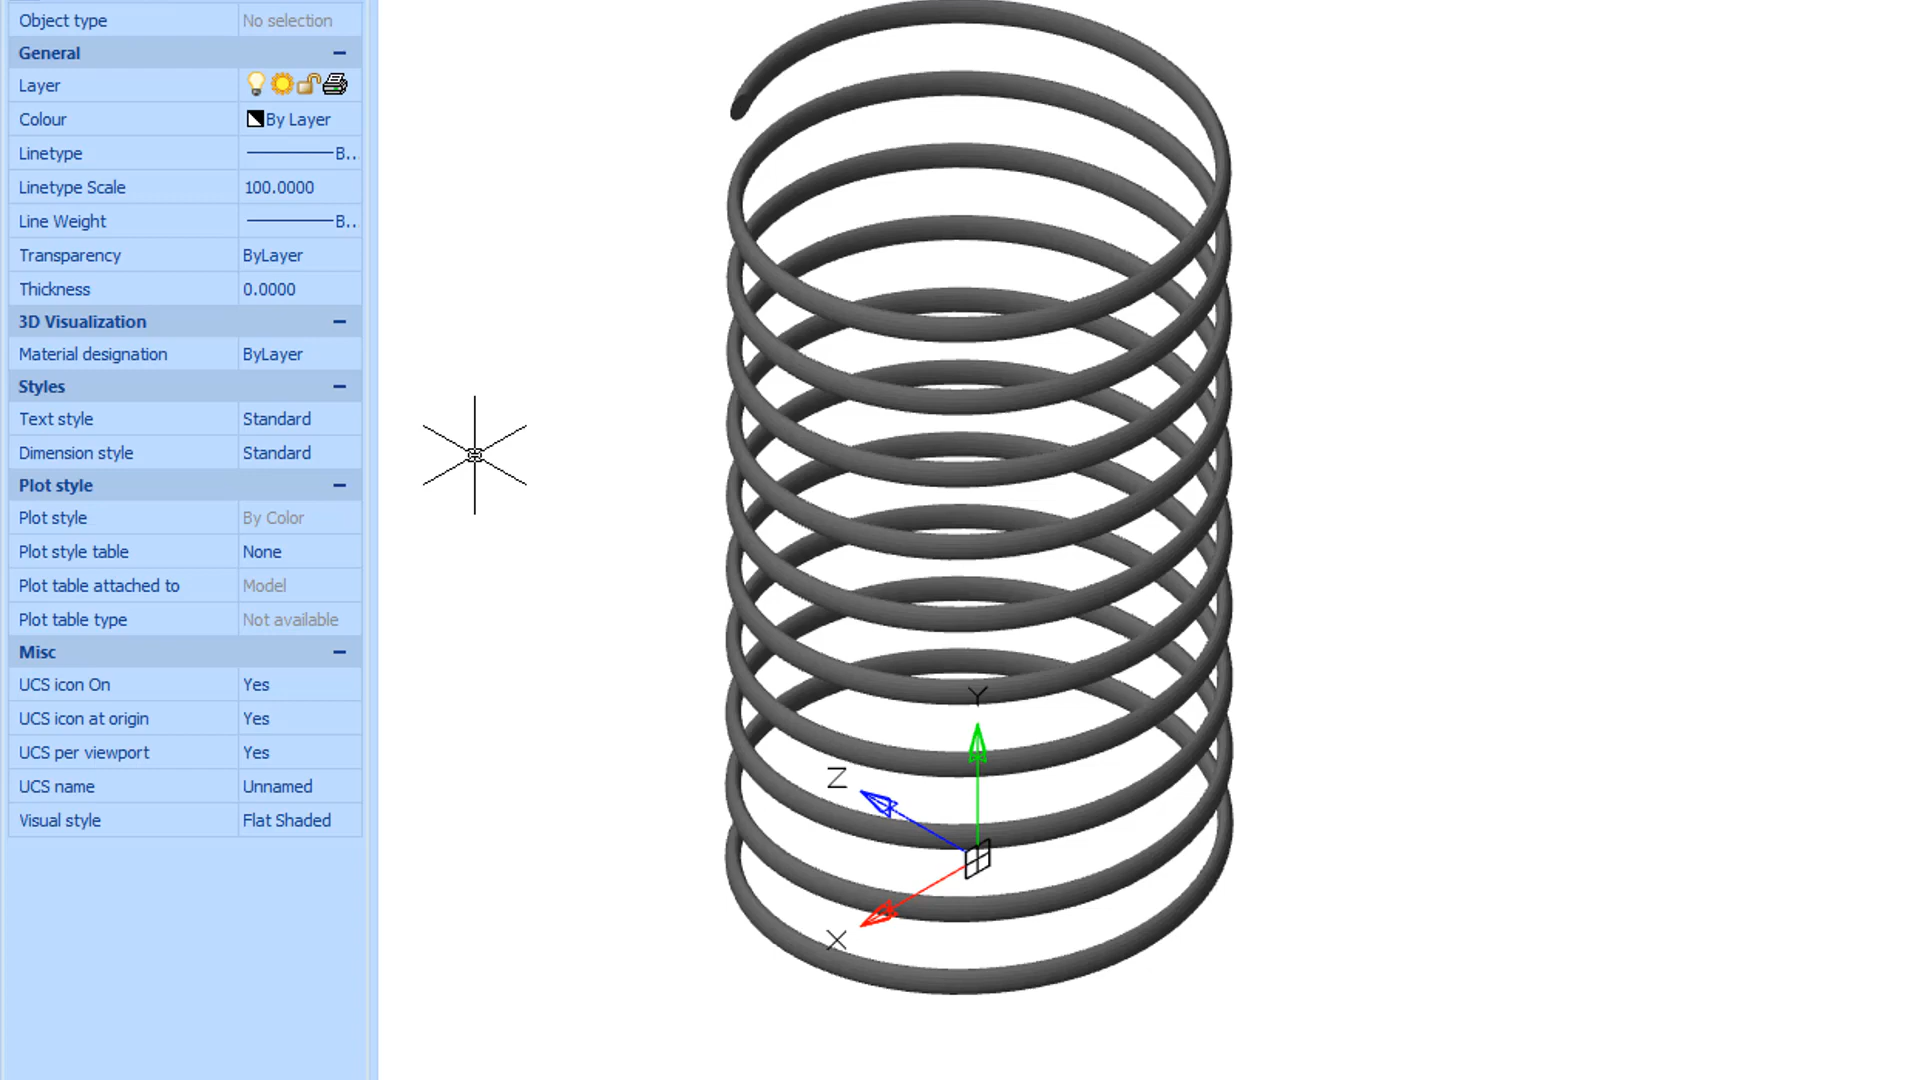 Object type No selection
General
Layer
Colour By Layer
Linetype B..
Linetype Scale 100.0000
Line Weight B..
Transparency ByLayer
Thickness 0.0000
3D Visualization
Material designation ByLayer
Styles
Text style Standard
Dimension style Standard
Plot style
Plot style By Color
Plot style table None
Plot table attached to Model
Plot table type Not available
Misc
UCS icon On Yes
UCS icon at origin Yes
UCS per viewport Yes
UCS name Unnamed
Visual style Flat Shaded
Y
Z
X